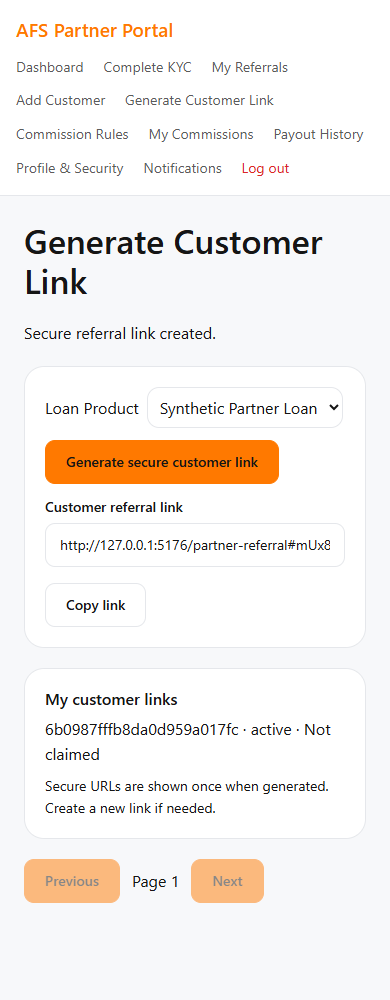 AFS Partner Portal
Dashboard Complete KYC My Referrals
Add Customer Generate Customer Link
Commission Rules My Commissions Payout History
Profile & Security Notifications Log out
Generate Customer
Link
Secure referral link created.
Loan Product Synthetic Partner Loan
Generate secure customer link
Customer referral link
http://127.0.0.1:5176/partner-referral#mUx8
Copy link
My customer links
6b0987fffb8da0d959a017fc · active · Not
claimed
Secure URLs are shown once when generated.
Create a new link if needed.
Previous Page 1 Next